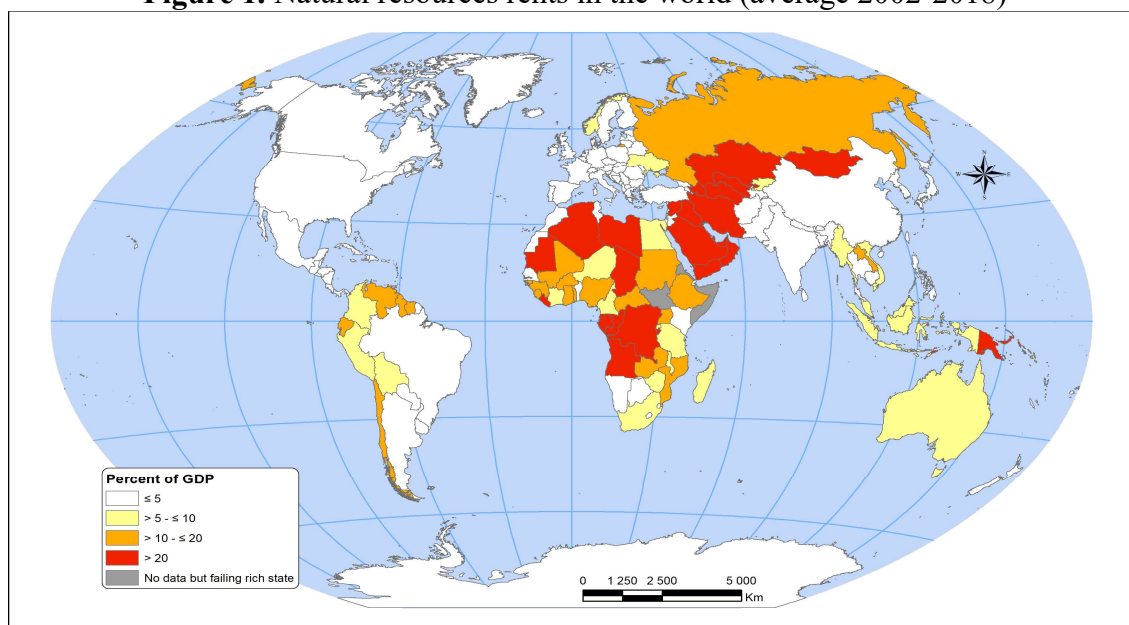 Figure 1. Natural resources rents in the world (average 2002-2018)
N
W E
S
Percent of GDP
≤ 5
> 5 - ≤ 10
> 10 - ≤ 20
> 20
No data but failing rich state
0 1 250 2 500 5 000
Km